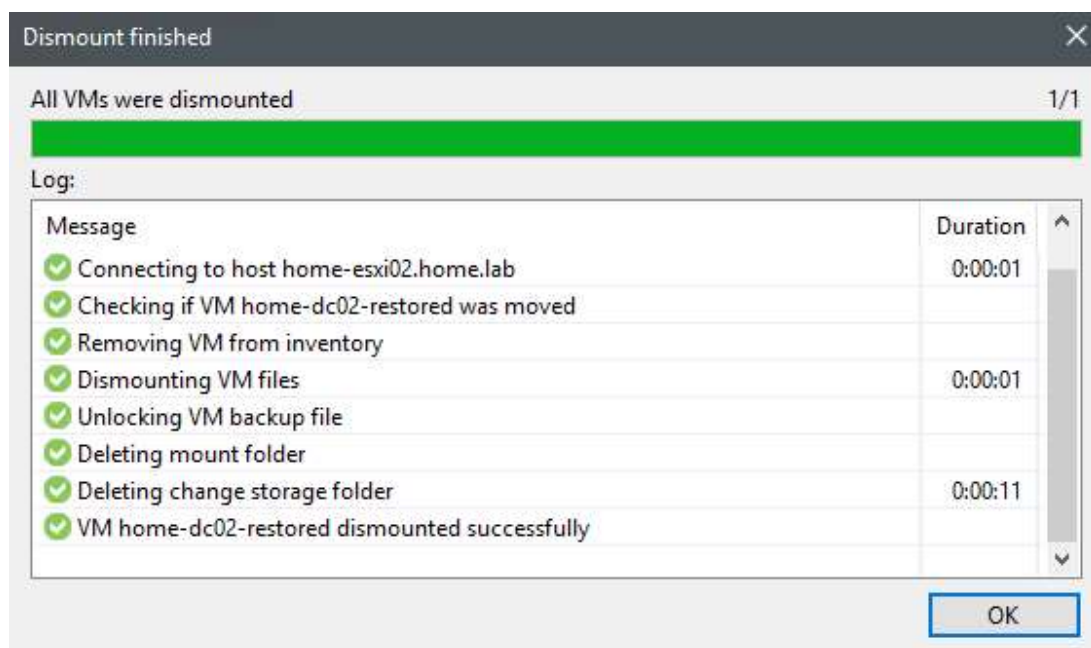 Dismount finished
All VMs were dismounted 1/1
Log:
Message Duration
Connecting to host home-esxi02.home.lab 0:00:01
Checking if VM home-dc02-restored was moved
Removing VM from inventory
Dismounting VM files 0:00:01
Unlocking VM backup file
Deleting mount folder
Deleting change storage folder 0:00:11
VM home-dc02-restored dismounted successfully
OK